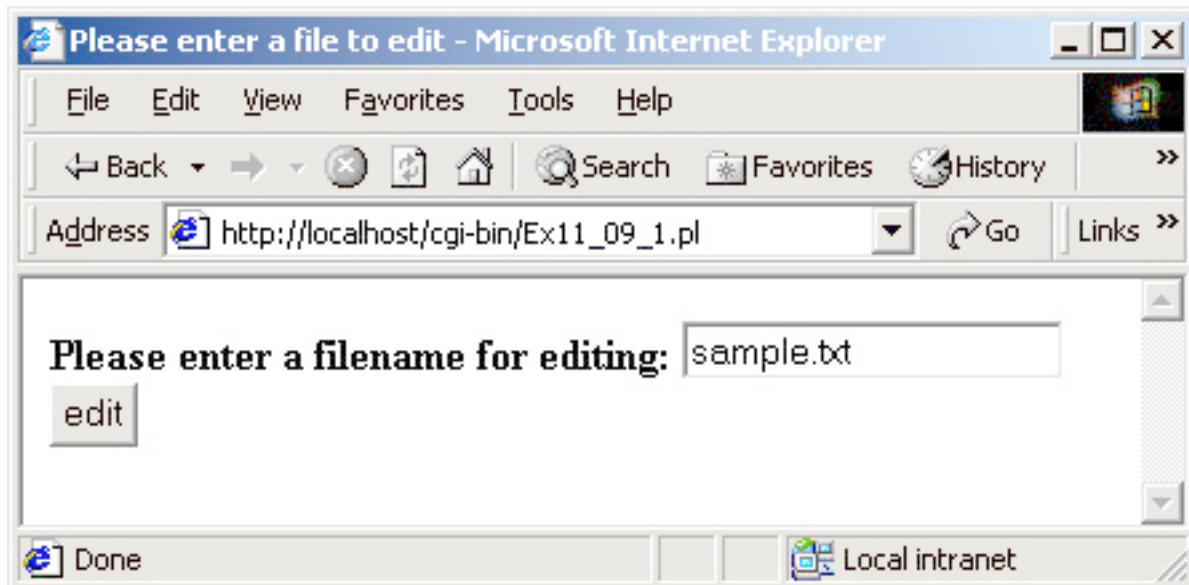 Please enter a file to edit - Microsoft Internet Explorer
File Edit View Favorites Tools Help
Back Search Favorites History »
Address http://localhost/cgi-bin/Ex11_09_1.pl Go Links »
Please enter a filename for editing: sample.txt
edit
Done Local intranet